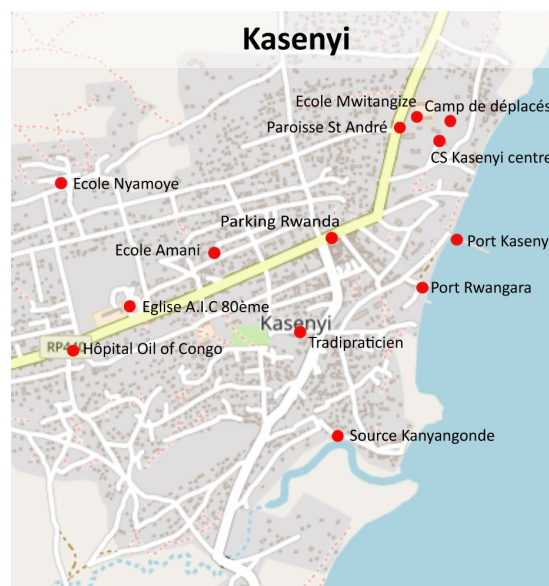 Kasenyi
Ecole Mwitangize
Camp de déplacés
Paroisse St André
CS Kasenyi centre
Ecole Nyamoye
Parking Rwanda
Port Kaseny
Ecole Amani
Port Rwangara
Eglise A.I.C 80ème
Kasenyi
Hôpital Oil of Congo
Tradipraticien
Source Kanyangonde